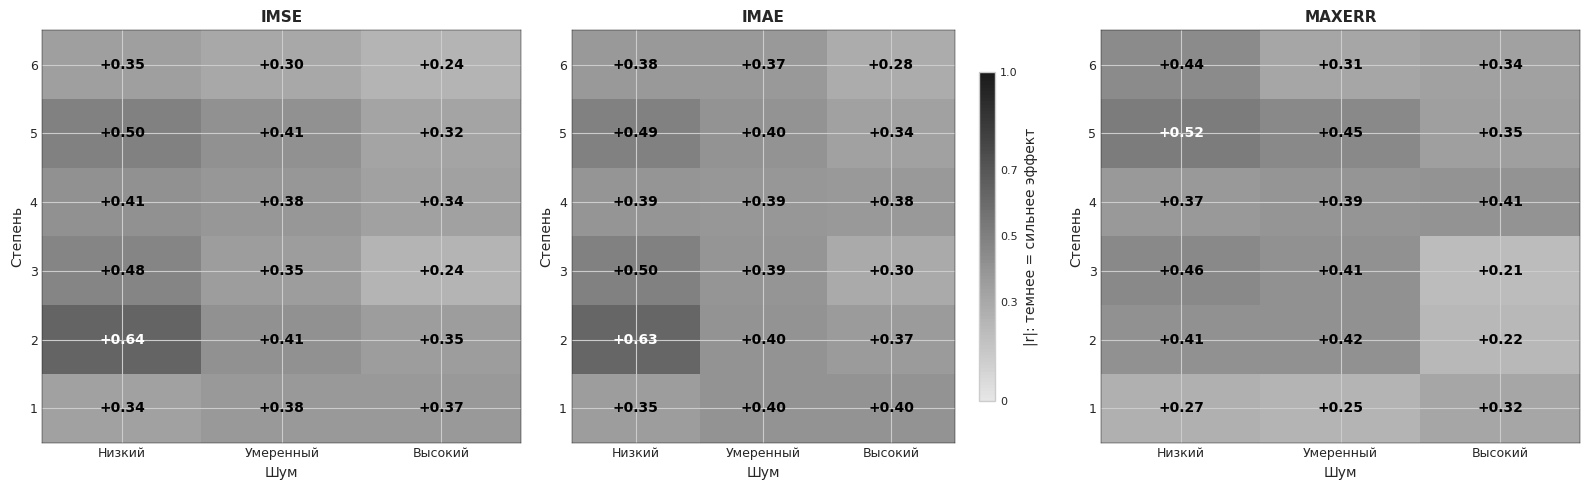 IMSE
Степень
6 +0.35 +0.30 +0.24
5 +0.50 +0.41 +0.32
4 +0.41 +0.38 +0.34
3 +0.48 +0.35 +0.24
2 +0.64 +0.41 +0.35
1 +0.34 +0.38 +0.37
Низкий Умеренный Высокий
Шум
IMAE
Степень
6 +0.38 +0.37 +0.28
5 +0.49 +0.40 +0.34
4 +0.39 +0.39 +0.38
3 +0.50 +0.39 +0.30
2 +0.63 +0.40 +0.37
1 +0.35 +0.40 +0.40
Низкий Умеренный Высокий
Шум
1.0
0.7
0.5
0.3
0
|r|: темнее = сильнее эффект
MAXERR
Степень
6 +0.44 +0.31 +0.34
5 +0.52 +0.45 +0.35
4 +0.37 +0.39 +0.41
3 +0.46 +0.41 +0.21
2 +0.41 +0.42 +0.22
1 +0.27 +0.25 +0.32
Низкий Умеренный Высокий
Шум